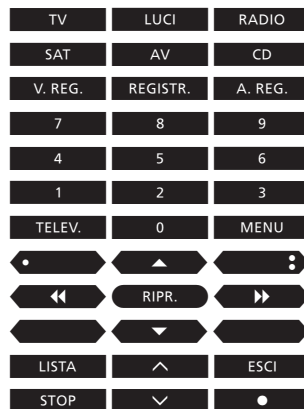 TV LUCI RADIO
SAT AV CD
V. REG. REGISTR. A. REG.
7 8 9
4 5 6
1 2 3
TELEV. 0 MENU
RIPR.
LISTA ESCI
STOP